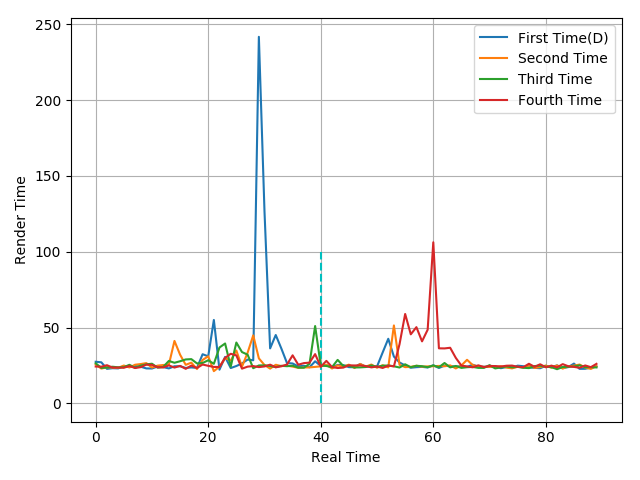 250
200
150
100
50
0
Render Time
First Time(D)
Second Time
Third Time
Fourth Time
0 20 40 60 80
Real Time